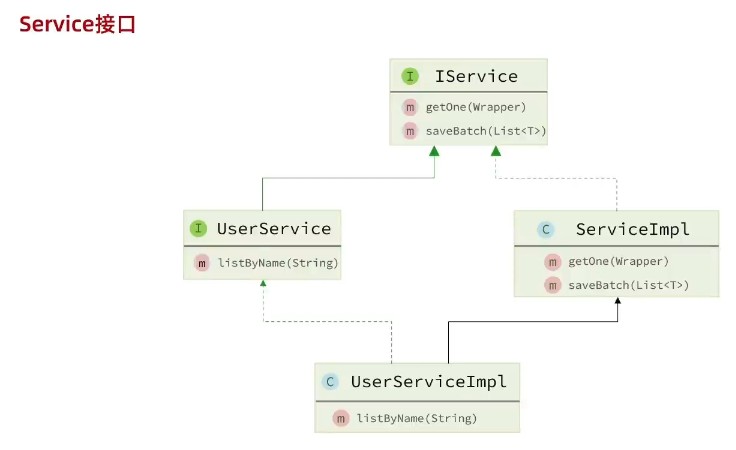 Service接口
I IService
m getOne(Wrapper)
m saveBatch(List<T>)
I UserService
m listByName(String)
C ServiceImpl
m getOne(Wrapper)
m saveBatch(List<T>)
C UserServiceImpl
m listByName(String)